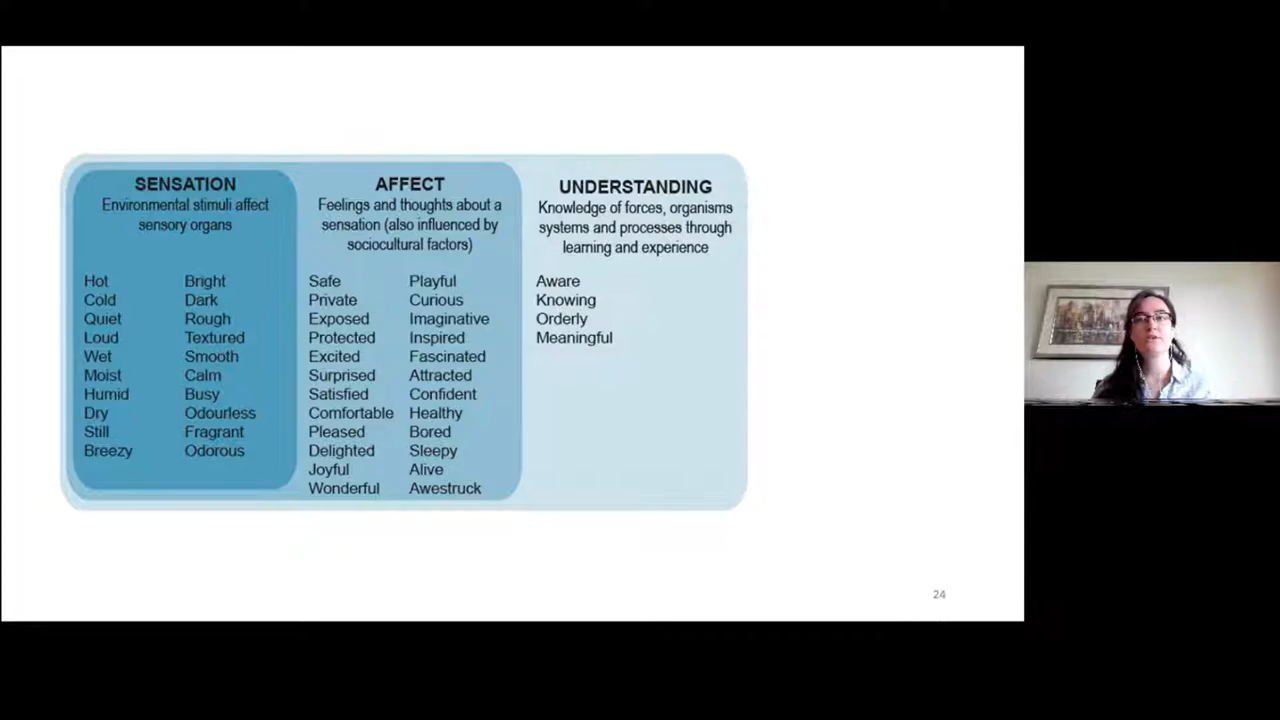 SENSATION
Environmental stimuli affect
sensory organs
Hot Bright
Cold Dark
Quiet Rough
Loud Textured
Wet Smooth
Moist Calm
Humid Busy
Dry Odourless
Still Fragrant
Breezy Odorous
AFFECT
Feelings and thoughts about a
sensation (also influenced by
sociocultural factors)
Safe Playful
Private Curious
Exposed Imaginative
Protected Inspired
Excited Fascinated
Surprised Attracted
Satisfied Confident
Comfortable Healthy
Pleased Bored
Delighted Sleepy
Joyful Alive
Wonderful Awestruck
UNDERSTANDING
Knowledge of forces, organisms
systems and processes through
learning and experience
Aware
Knowing
Orderly
Meaningful
24